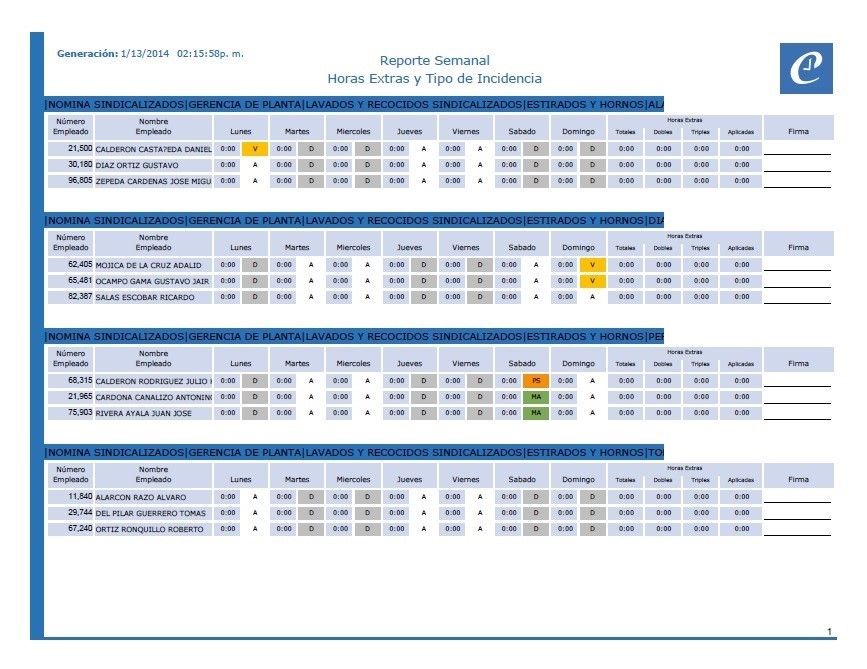 Generación: 1/13/2014 02:15:58p. m.
Reporte Semanal
Horas Extras y Tipo de Incidencia
|NOMINA SINDICALIZADOS|GERENCIA DE PLANTA|LAVADOS Y RECOCIDOS SINDICALIZADOS|ESTIRADOS Y HORNOS|ALA
Número Nombre Horas Extras
Empleado Empleado Lunes Martes Miercoles Jueves Viernes Sabado Domingo Totales Dobles Triples Aplicadas Firma
21,500 CALDERON CASTA?EDA DANIEL 0:00 V 0:00 D 0:00 D 0:00 A 0:00 A 0:00 D 0:00 D 0:00 0:00 0:00 0:00
30,180 DIAZ ORTIZ GUSTAVO 0:00 A 0:00 D 0:00 D 0:00 A 0:00 A 0:00 D 0:00 D 0:00 0:00 0:00 0:00
96,805 ZEPEDA CARDENAS JOSE MIGU 0:00 A 0:00 D 0:00 D 0:00 A 0:00 A 0:00 D 0:00 D 0:00 0:00 0:00 0:00
|NOMINA SINDICALIZADOS|GERENCIA DE PLANTA|LAVADOS Y RECOCIDOS SINDICALIZADOS|ESTIRADOS Y HORNOS|DIA
Número Nombre Horas Extras
Empleado Empleado Lunes Martes Miercoles Jueves Viernes Sabado Domingo Totales Dobles Triples Aplicadas Firma
62,405 MOJICA DE LA CRUZ ADALID 0:00 D 0:00 A 0:00 A 0:00 D 0:00 D 0:00 A 0:00 V 0:00 0:00 0:00 0:00
65,481 OCAMPO GAMA GUSTAVO JAIR 0:00 D 0:00 A 0:00 A 0:00 D 0:00 D 0:00 A 0:00 V 0:00 0:00 0:00 0:00
82,387 SALAS ESCOBAR RICARDO 0:00 D 0:00 A 0:00 A 0:00 D 0:00 D 0:00 A 0:00 A 0:00 0:00 0:00 0:00
|NOMINA SINDICALIZADOS|GERENCIA DE PLANTA|LAVADOS Y RECOCIDOS SINDICALIZADOS|ESTIRADOS Y HORNOS|PER
Número Nombre Horas Extras
Empleado Empleado Lunes Martes Miercoles Jueves Viernes Sabado Domingo Totales Dobles Triples Aplicadas Firma
68,315 CALDERON RODRIGUEZ JULIO 0:00 D 0:00 A 0:00 A 0:00 D 0:00 D 0:00 PS 0:00 A 0:00 0:00 0:00 0:00
21,965 CARDONA CANALIZO ANTONINO 0:00 D 0:00 A 0:00 A 0:00 D 0:00 D 0:00 MA 0:00 A 0:00 0:00 0:00 0:00
75,903 RIVERA AYALA JUAN JOSE 0:00 D 0:00 A 0:00 A 0:00 D 0:00 D 0:00 MA 0:00 A 0:00 0:00 0:00 0:00
|NOMINA SINDICALIZADOS|GERENCIA DE PLANTA|LAVADOS Y RECOCIDOS SINDICALIZADOS|ESTIRADOS Y HORNOS|TO
Número Nombre Horas Extras
Empleado Empleado Lunes Martes Miercoles Jueves Viernes Sabado Domingo Totales Dobles Triples Aplicadas Firma
11,640 ALARCON RAZO ALVARO 0:00 A 0:00 D 0:00 D 0:00 A 0:00 A 0:00 D 0:00 D 0:00 0:00 0:00 0:00
29,744 DEL PILAR GUERRERO TOMAS 0:00 A 0:00 D 0:00 D 0:00 A 0:00 A 0:00 D 0:00 D 0:00 0:00 0:00 0:00
67,240 ORTIZ RONQUILLO ROBERTO 0:00 A 0:00 D 0:00 D 0:00 A 0:00 A 0:00 D 0:00 D 0:00 0:00 0:00 0:00
1